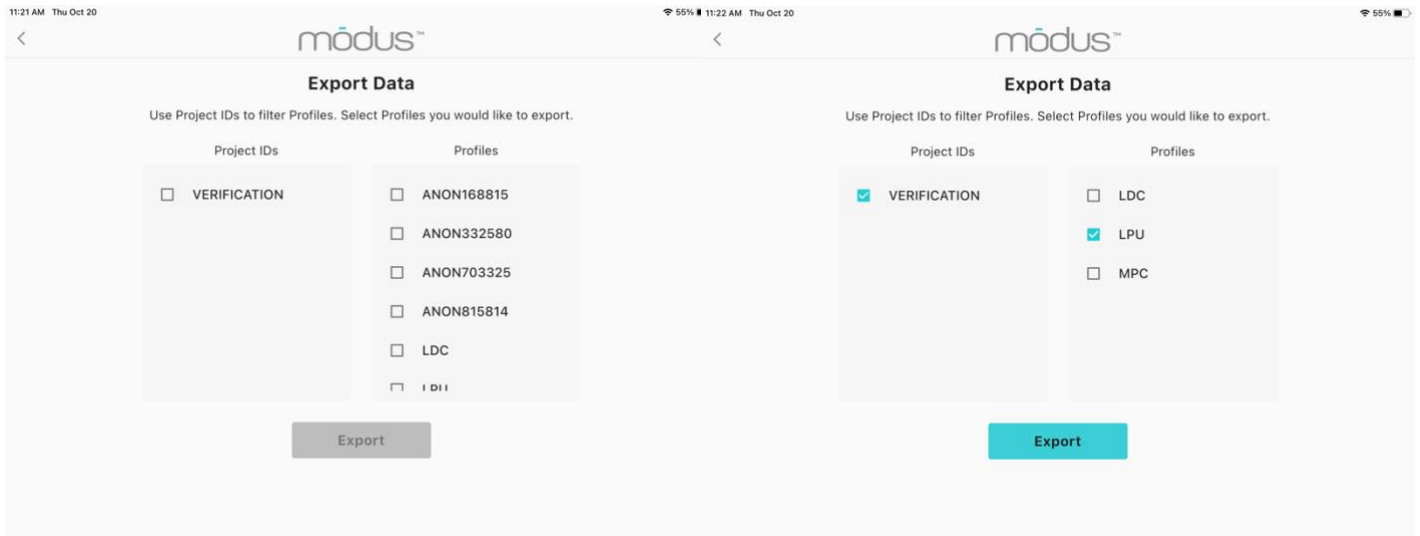 11:21 AM Thu Oct 20
55%
mōdus™
Export Data
Use Project IDs to filter Profiles. Select Profiles you would like to export.
Project IDs
Profiles
VERIFICATION
ANON168815
ANON332580
ANON703325
ANON815814
LDC
LPU
Export
11:22 AM Thu Oct 20
55%
mōdus™
Export Data
Use Project IDs to filter Profiles. Select Profiles you would like to export.
Project IDs
Profiles
VERIFICATION
LDC
LPU
MPC
Export